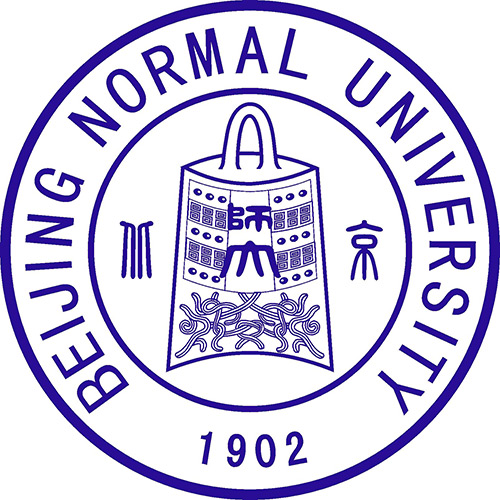 BEIJING NORMAL UNIVERSITY
北
師
大
京
1902